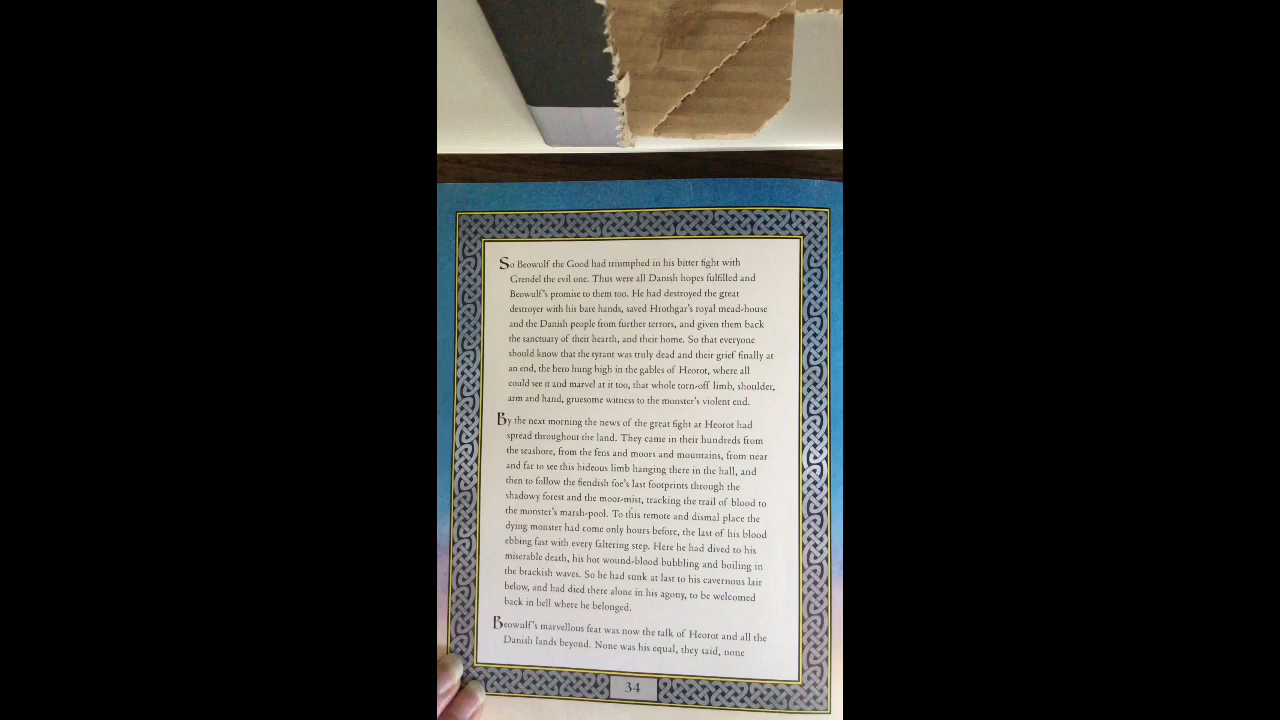 So Beowulf the Good had triumphed in his bitter fight with
Grendel the evil one. Thus were all Danish hopes fulfilled and
Beowulf's promise to them too. He had destroyed the great
destroyer with his bare hands, saved Hrothgar's royal mead-house
and the Danish people from further terrors, and given them back
the sanctuary of their hearth, and their home. So that everyone
should know that the tyrant was truly dead and their grief finally at
an end, the hero hung high in the gables of Heorot, where all
could see it and marvel at it too, that whole torn-off limb, shoulder,
arm and hand, gruesome witness to the monster's violent end.
By the next morning the news of the great fight at Heorot had
spread throughout the land. They came in their hundreds from
the seashore, from the fens and moors and mountains, from near
and far to see this hideous limb hanging there in the hall, and
then to follow the fiendish foe's last footprints through the
shadowy forest and the moor-mist, tracking the trail of blood to
the monster's marsh-pool. To this remote and dismal place the
dying monster had come only hours before, the last of his blood
ebbing fast with every faltering step. Here he had dived to his
miserable death, his hot wound-blood bubbling and boiling in
the brackish waves. So he had sunk at last to his cavernous lair
below, and had died there alone in his agony, to be welcomed
back in hell where he belonged.
Beowulf's marvellous feat was now the talk of Heorot and all the
Danish lands beyond. None was his equal, they said, none
34